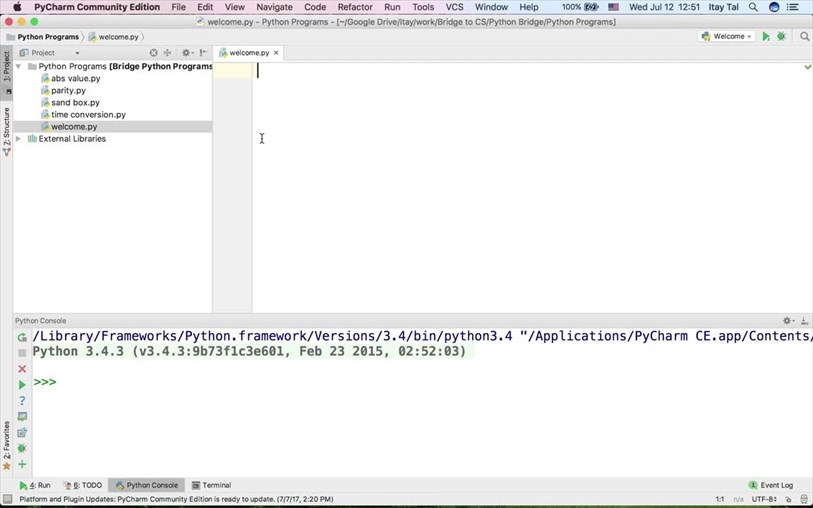 PyCharm Community Edition File Edit View Navigate Code Refactor Run Tools VCS Window Help 100% Wed Jul 12 12:51 Itay Tal
welcome.py - Python Programs - [~/Google Drive/Itay/work/Bridge to CS/Python Bridge/Python Programs]
Python Programs welcome.py Welcome
1: Project
Project
welcome.py
Python Programs [Bridge Python Programs
abs value.py
parity.py
sand box.py
time conversion.py
welcome.py
External Libraries
Z: Structure
Python Console
/Library/Frameworks/Python.framework/Versions/3.4/bin/python3.4 "/Applications/PyCharm CE.app/Contents/
Python 3.4.3 (v3.4.3:9b73f1c3e601, Feb 23 2015, 02:52:03)
>>>
2: Favorites
4: Run 6: TODO Python Console Terminal 1 Event Log
Platform and Plugin Updates: PyCharm Community Edition is ready to update. (7/7/17, 2:20 PM) 1:1 n/a UTF-8